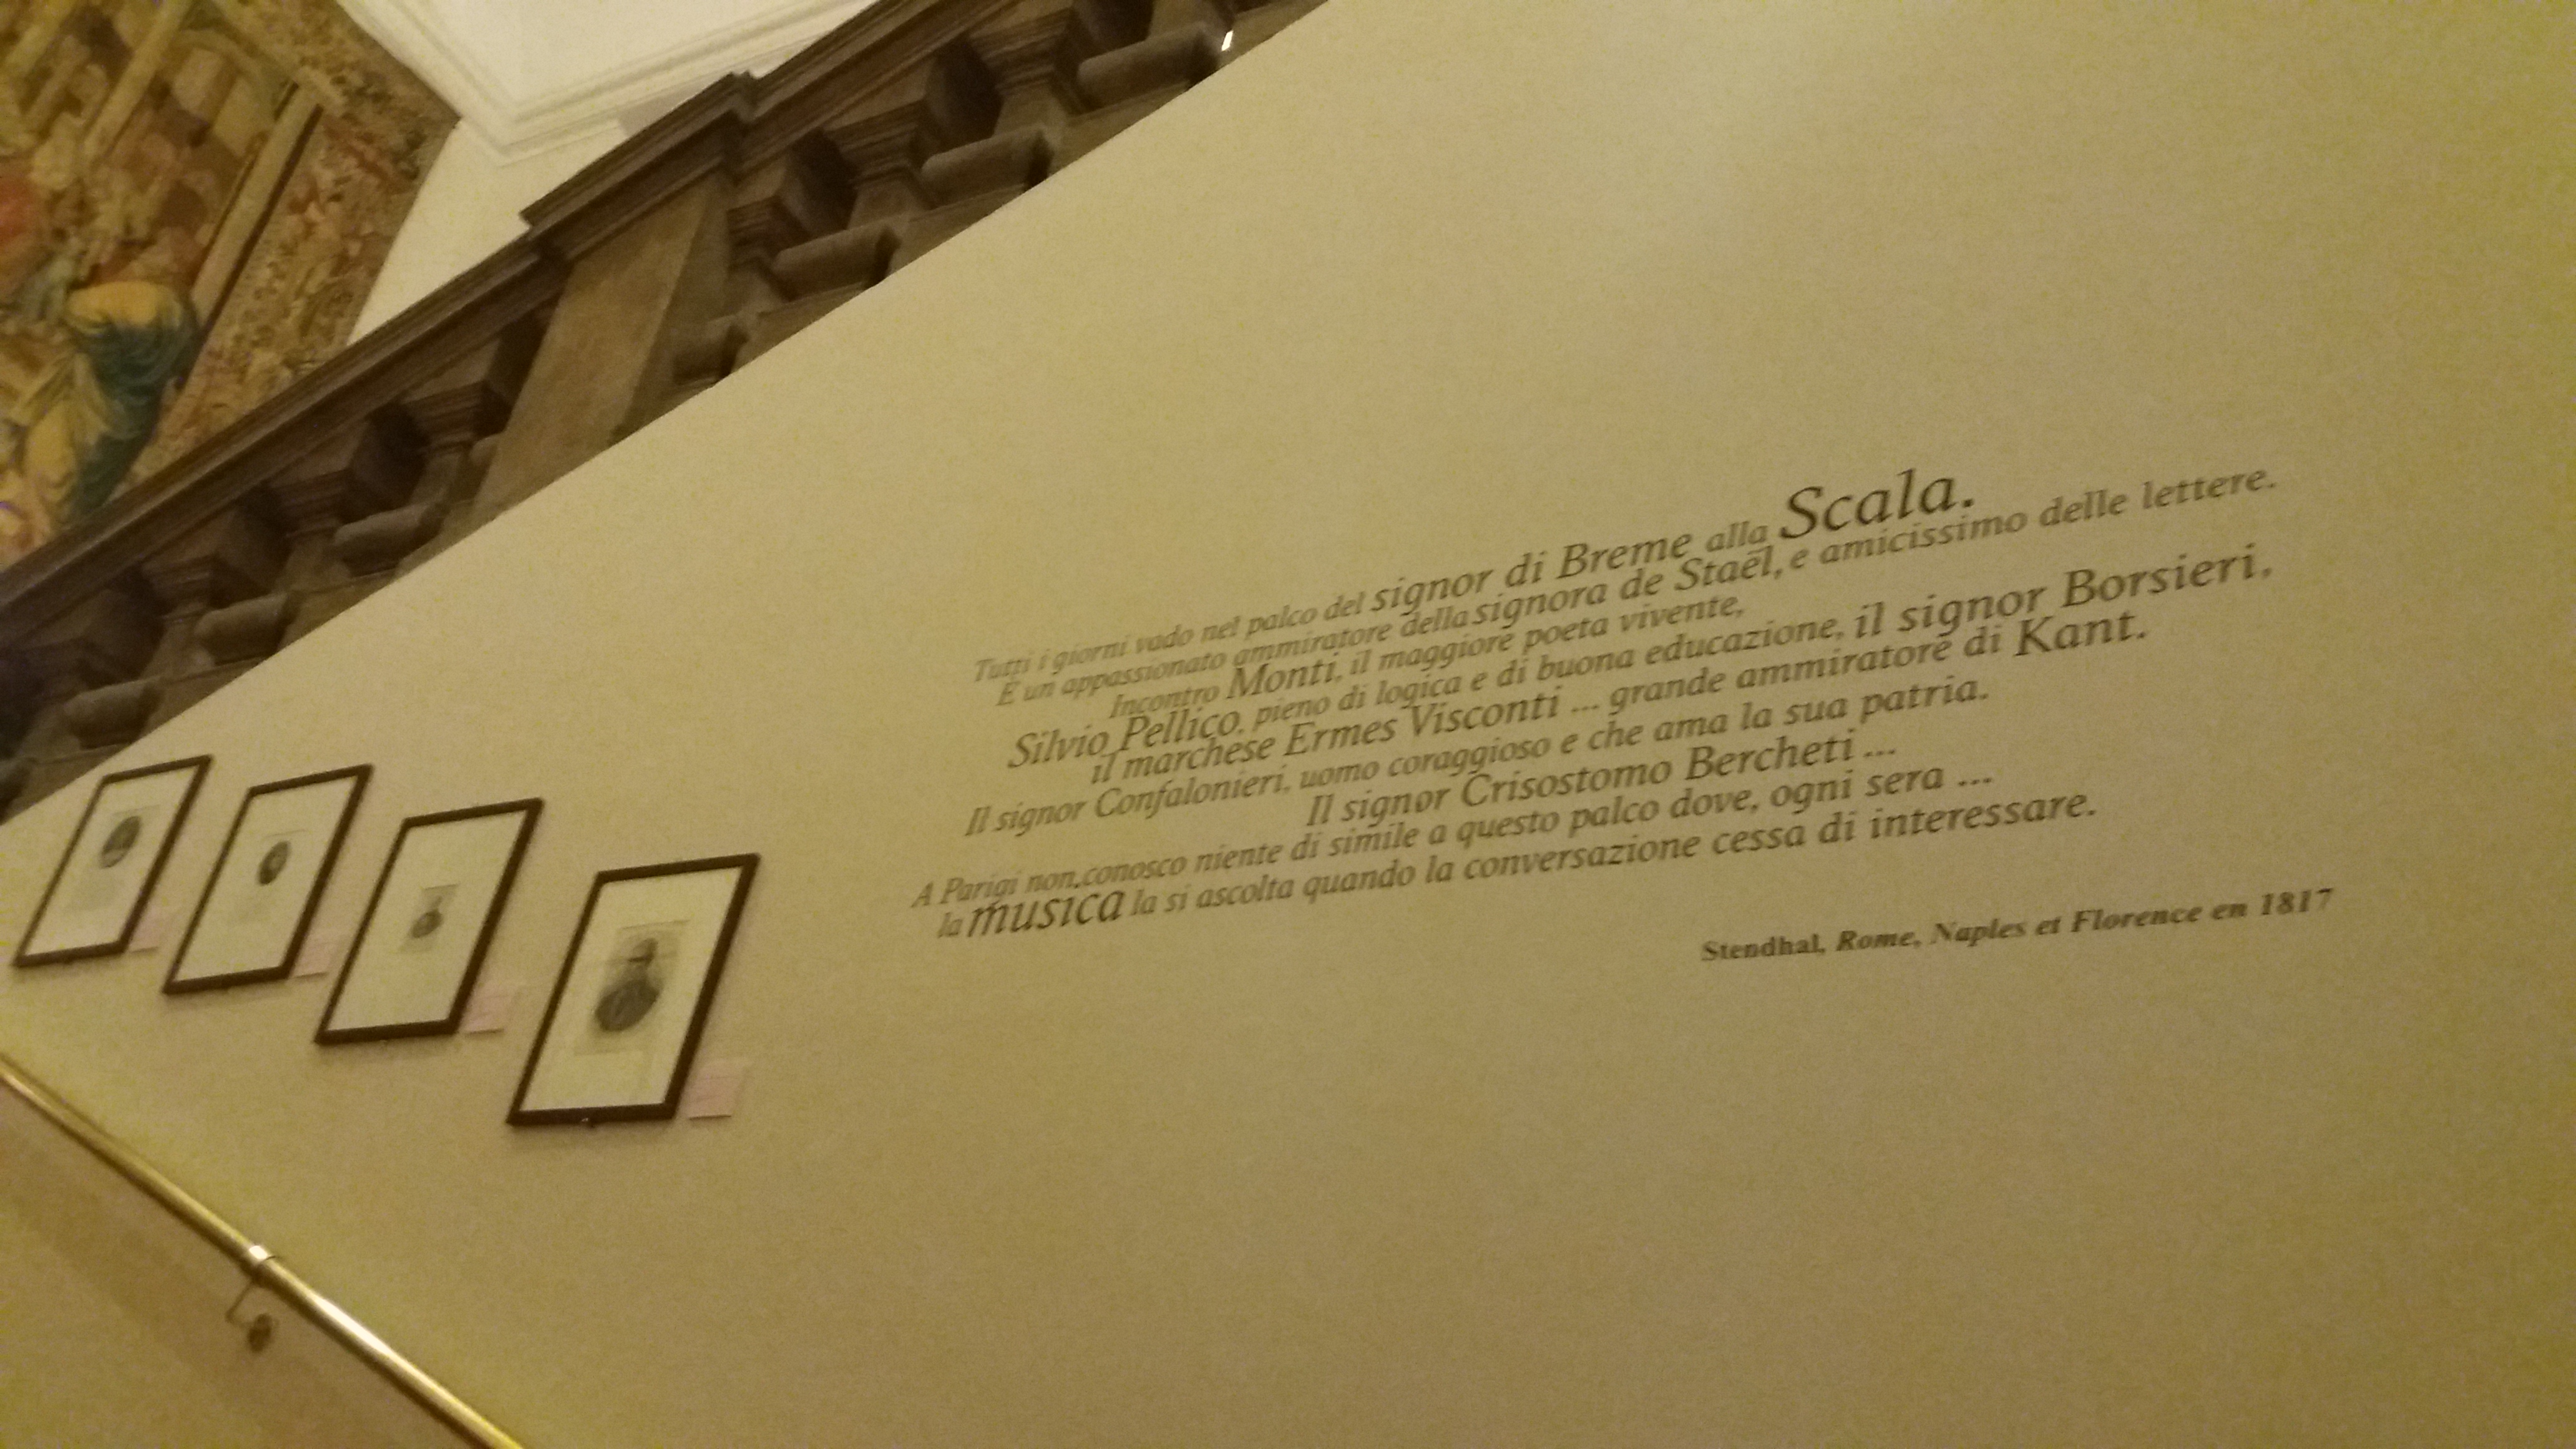 Tutti i giorni vado nel palco del signor di Breme alla Scala.
È un appassionato ammiratore della signora de Staël, e amicissimo delle lettere.
Incontro Monti, il maggiore poeta vivente,
Silvio Pellico, pieno di logica e di buona educazione, il signor Borsieri,
il marchese Ermes Visconti ... grande ammiratore di Kant.
Il signor Confalonieri, uomo coraggioso e che ama la sua patria.
Il signor Crisostomo Bercheti ...
A Parigi non conosco niente di simile a questo palco dove, ogni sera ...
la musica la si ascolta quando la conversazione cessa di interessare.
Stendhal, Rome, Naples et Florence en 1817